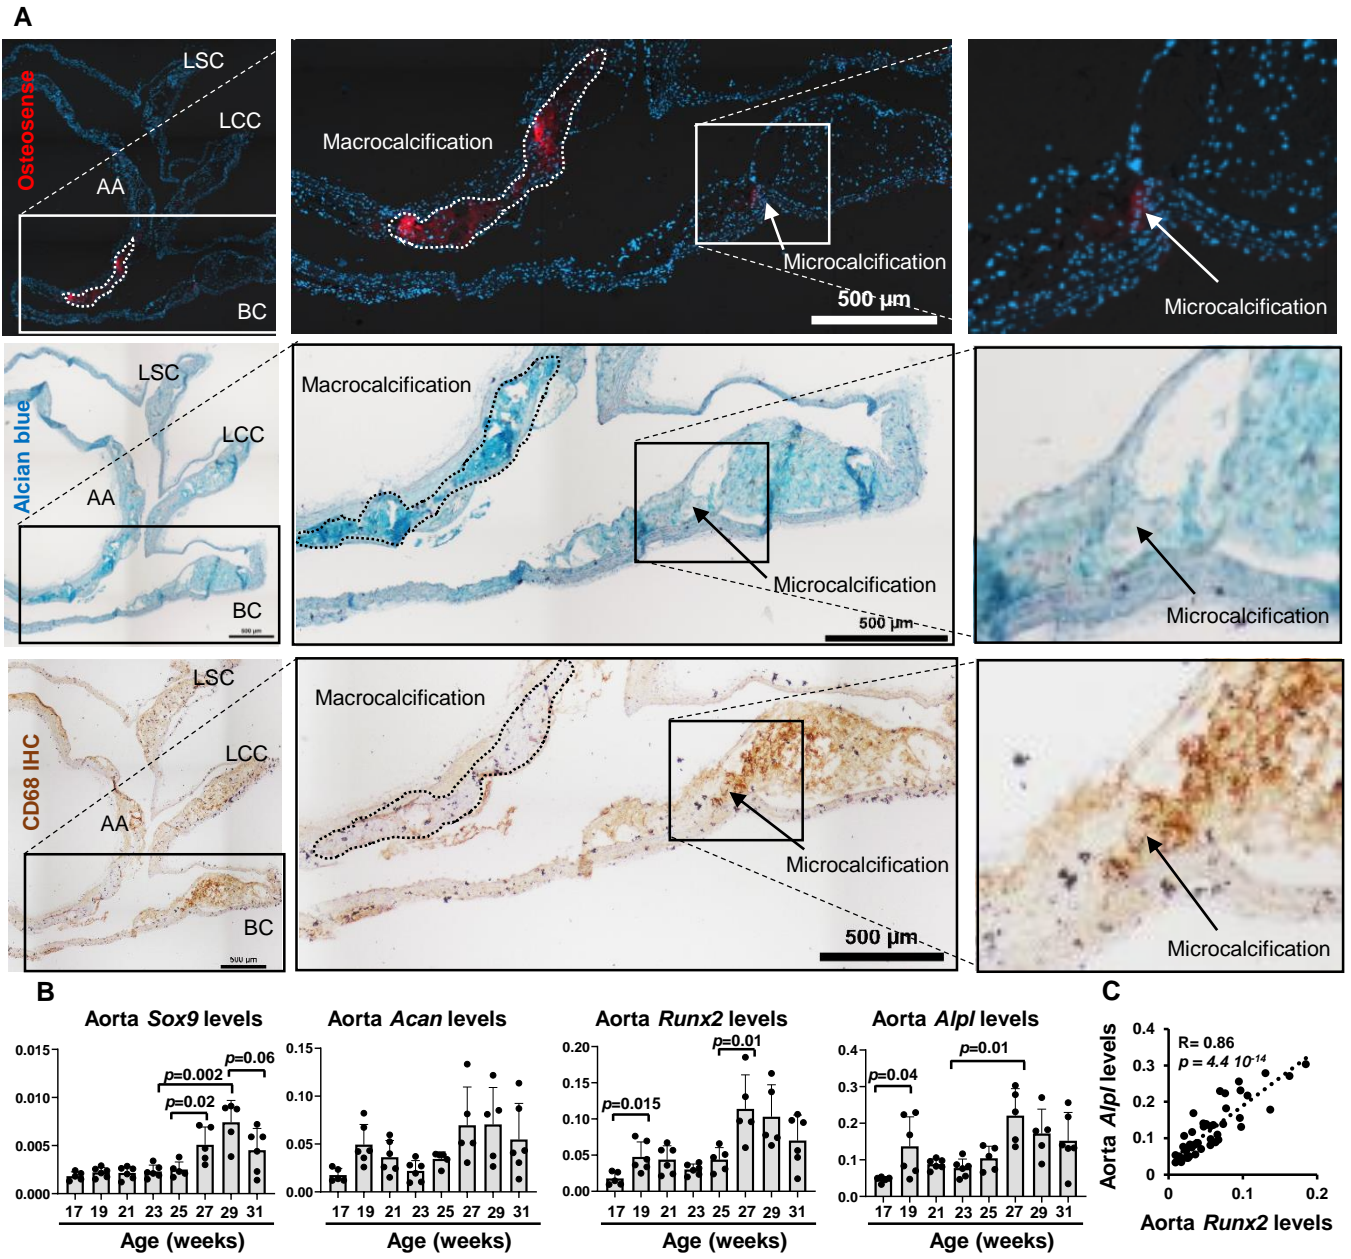 A
Osteosense
LSC
LCC
AA
BC
Macrocalcification
Microcalcification
500 µm
Microcalcification
Alcian blue
LSC
LCC
AA
BC
500 µm
Macrocalcification
Microcalcification
500 µm
Microcalcification
CD68 IHC
LSC
LCC
AA
BC
500 µm
Macrocalcification
Microcalcification
500 µm
Microcalcification
B
Aorta Sox9 levels
0.015
0.010
0.005
0.000
p=0.002
p=0.02
p=0.06
17 19 21 23 25 27 29 31
Age (weeks)
Aorta Acan levels
0.15
0.10
0.05
0.00
17 19 21 23 25 27 29 31
Age (weeks)
Aorta Runx2 levels
0.20
0.15
0.10
0.05
0.00
p=0.015
p=0.01
17 19 21 23 25 27 29 31
Age (weeks)
Aorta Alpl levels
0.4
0.3
0.2
0.1
0.0
p=0.04
p=0.01
17 19 21 23 25 27 29 31
Age (weeks)
C
Aorta Alpl levels
0.4
0.3
0.2
0.1
0
R= 0.86
p = 4.4 10⁻¹⁴
0 0.1 0.2
Aorta Runx2 levels